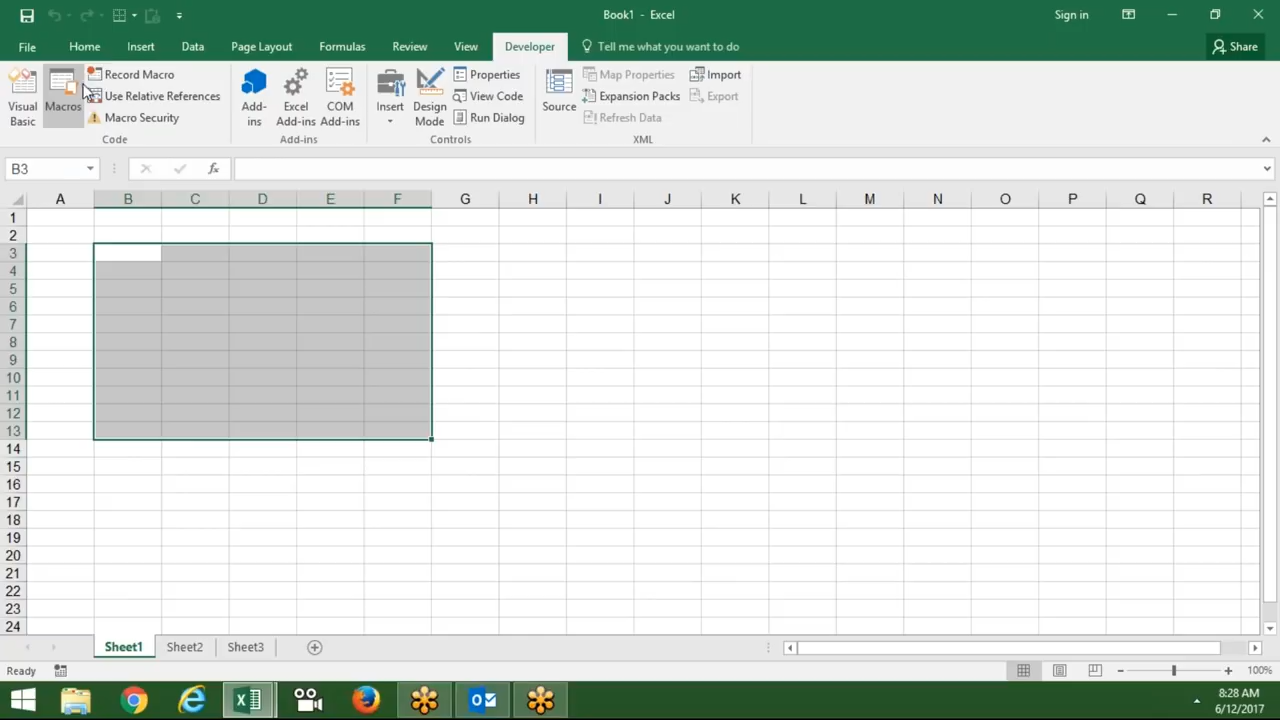 Book1 - Excel
Sign in
File Home Insert Data Page Layout Formulas Review View Developer Tell me what you want to do Share
Visual Basic
Macros
Record Macro
Use Relative References
Macro Security
Code
Add-ins
Excel Add-ins
COM Add-ins
Add-ins
Insert
Design Mode
Properties
View Code
Run Dialog
Controls
Source
Map Properties
Expansion Packs
Refresh Data
Import
Export
XML
B3
fx
A B C D E F G H I J K L M N O P Q R
1
2
3
4
5
6
7
8
9
10
11
12
13
14
15
16
17
18
19
20
21
22
23
24
Sheet1 Sheet2 Sheet3
Ready
100%
8:28 AM
6/12/2017